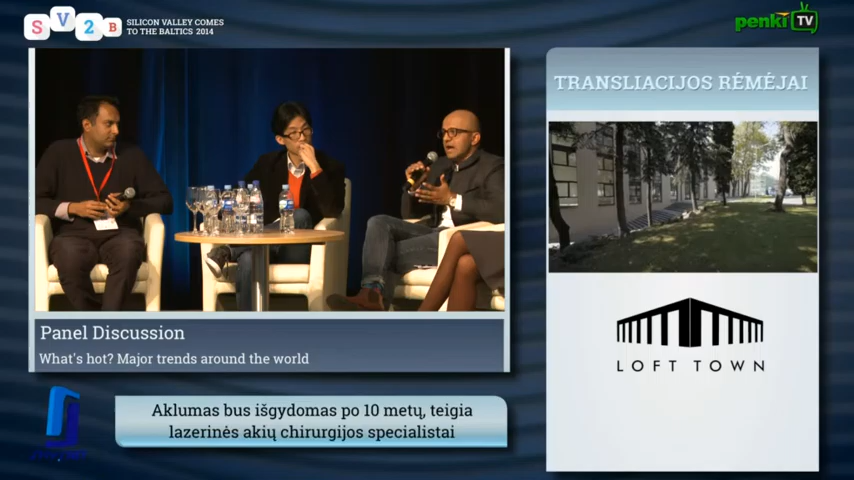 S V 2 B
SILICON VALLEY COMES
TO THE BALTICS 2014
penki TV
TRANSLIACIJOS RĖMĖJAI
Panel Discussion
What's hot? Major trends around the world
LOFT TOWN
Aklumas bus išgydomas po 10 metų, teigia
lazerinės akių chirurgijos specialistai